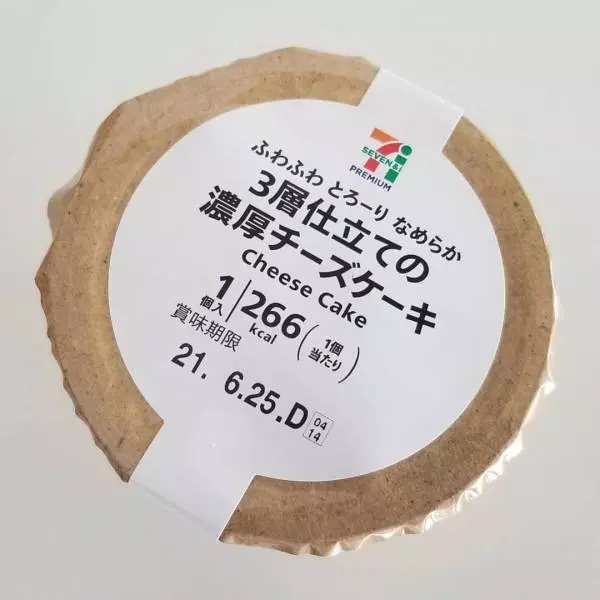 SEVEN&i
PREMIUM
ふわふわ とろーり なめらか
3層仕立ての
濃厚チーズケーキ
Cheese Cake
1個入 266kcal (1個当たり)
賞味期限
21. 6.25.D 04 14